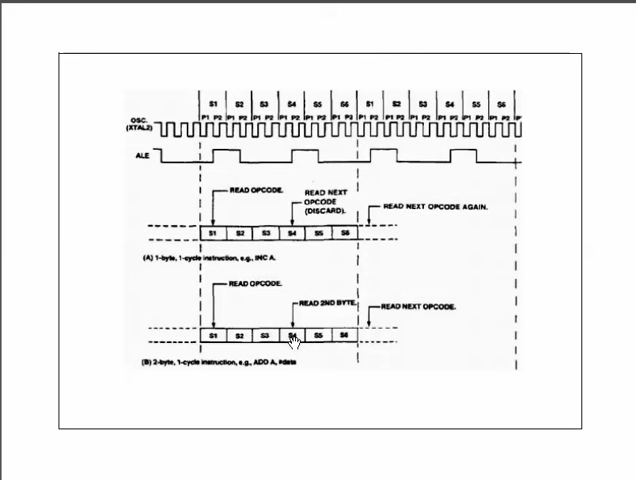 S1 S2 S3 S4 S5 S6 S1 S2 S3 S4 S5 S6
P1 P2 P1 P2 P1 P2 P1 P2 P1 P2 P1 P2 P1 P2 P1 P2 P1 P2 P1 P2 P1 P2 P1 P2 P'
OSC.
(XTAL2)
ALE
READ OPCODE.
READ NEXT
OPCODE
(DISCARD).
READ NEXT OPCODE AGAIN.
S1 S2 S3 S4 S5 S6
(A) 1-byte, 1-cycle instruction, e.g., INC A.
READ OPCODE.
READ 2ND BYTE.
READ NEXT OPCODE.
S1 S2 S3 S4 S5 S6
(B) 2-byte, 1-cycle instruction, e.g., ADD A, #data